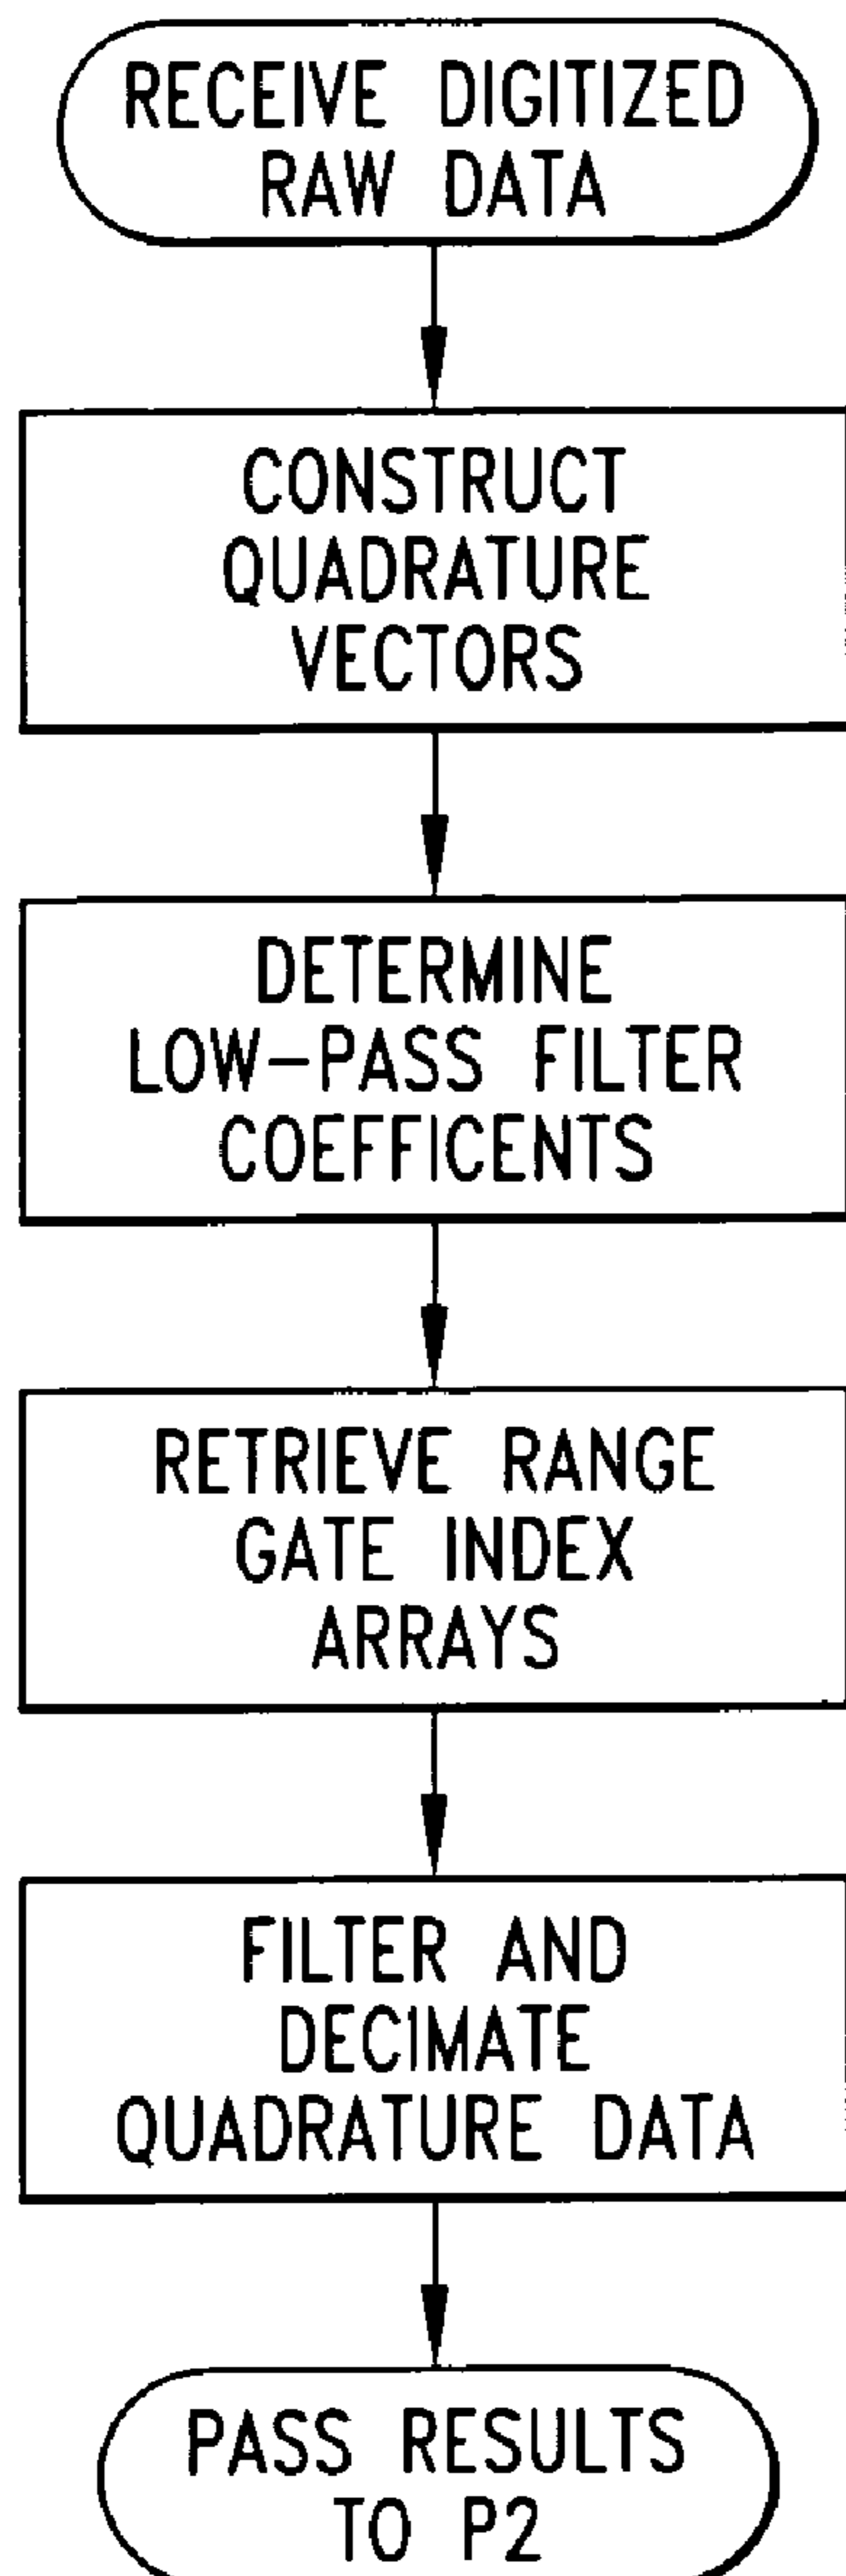 RECEIVE DIGITIZED
RAW DATA
CONSTRUCT
QUADRATURE
VECTORS
DETERMINE
LOW-PASS FILTER
COEFFICENTS
RETRIEVE RANGE
GATE INDEX
ARRAYS
FILTER AND
DECIMATE
QUADRATURE DATA
PASS RESULTS
TO P2